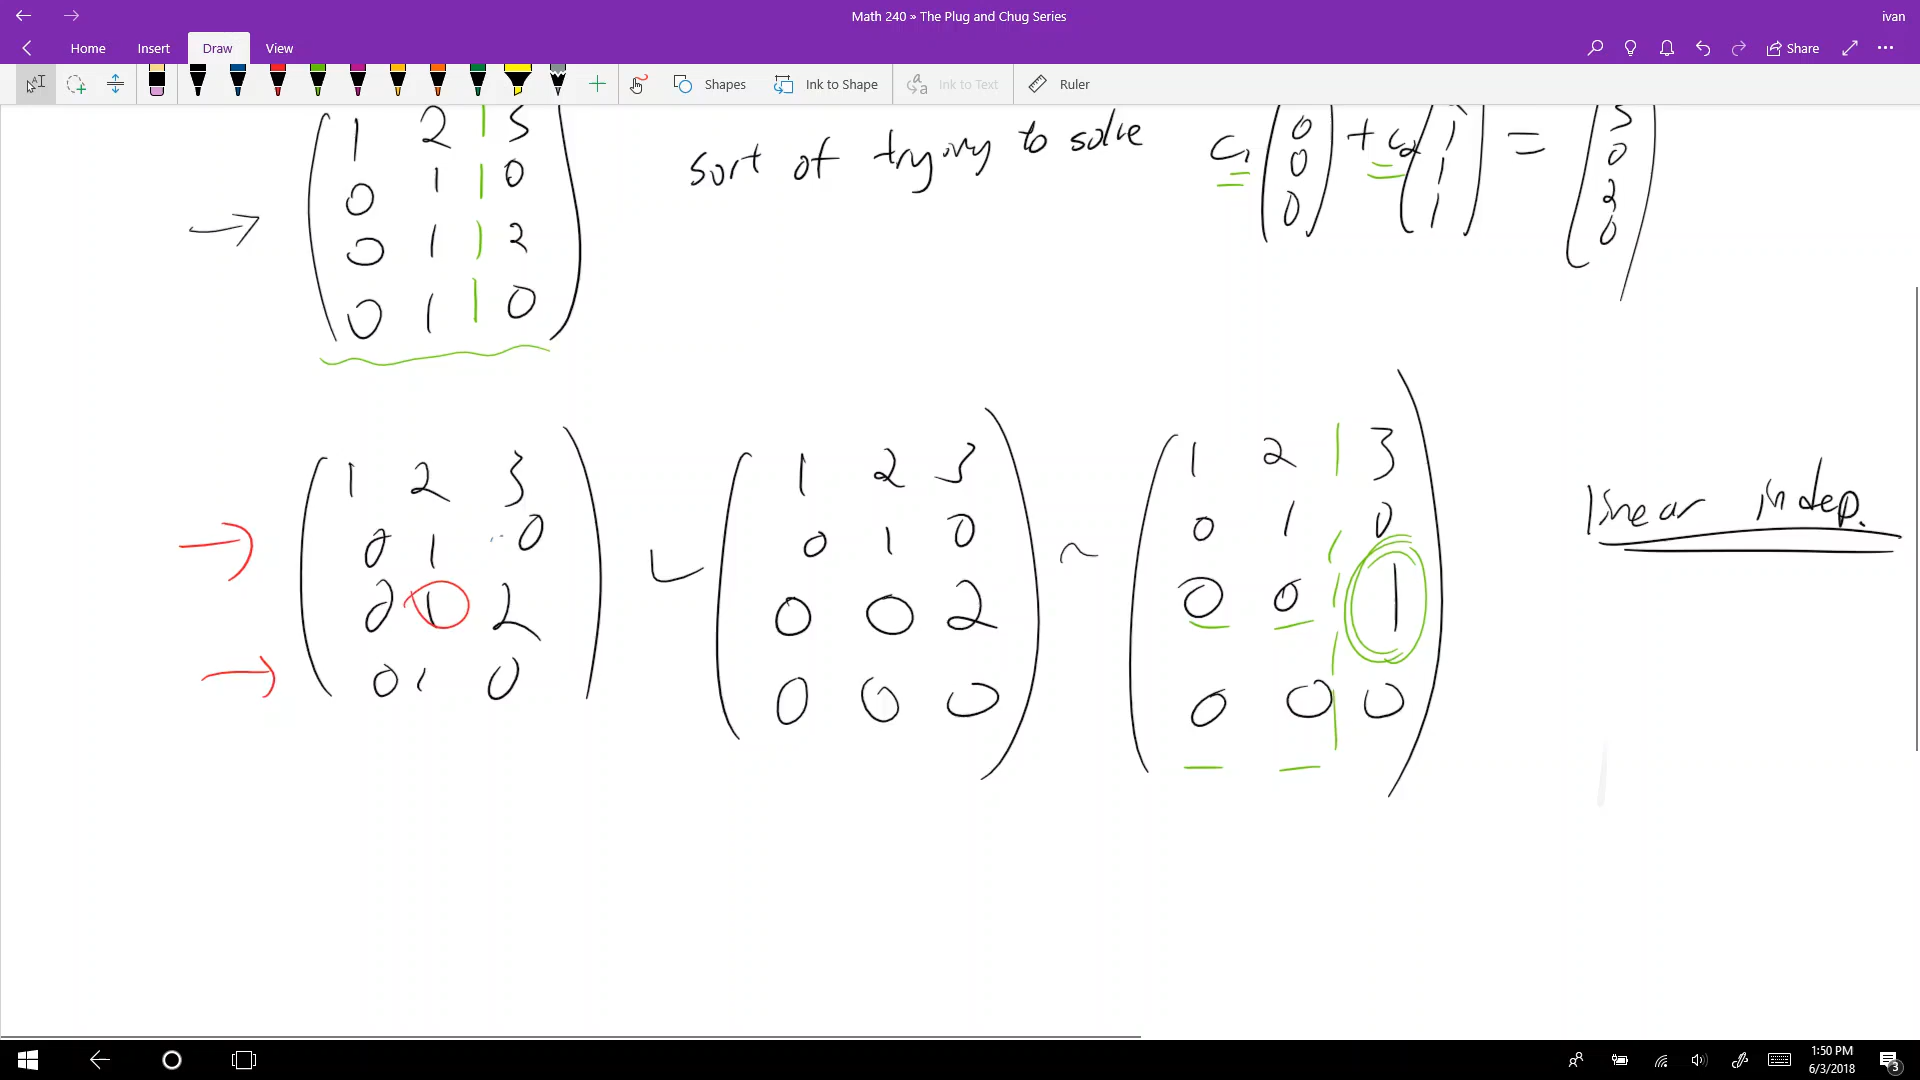 Math 240 » The Plug and Chug Series
ivan
Home Insert Draw View Share
Shapes Ink to Shape Ink to Text Ruler
1 2 | 3
0 1 | 0
0 1 | 2
0 1 | 0
sort of trying to solve
c₁ ( 0 0 0 ) + c₂ ( 1 1 1 ) = ( 3 0 2 0 )
→
1 2 3
0 1 0
0 1 2
0 1 0
1 2 3
0 1 0
0 0 2
0 0 0
~
1 2 | 3
0 1 | 0
0 0 | 1
0 0 | 0
linear indep.
1:50 PM
6/3/2018
3